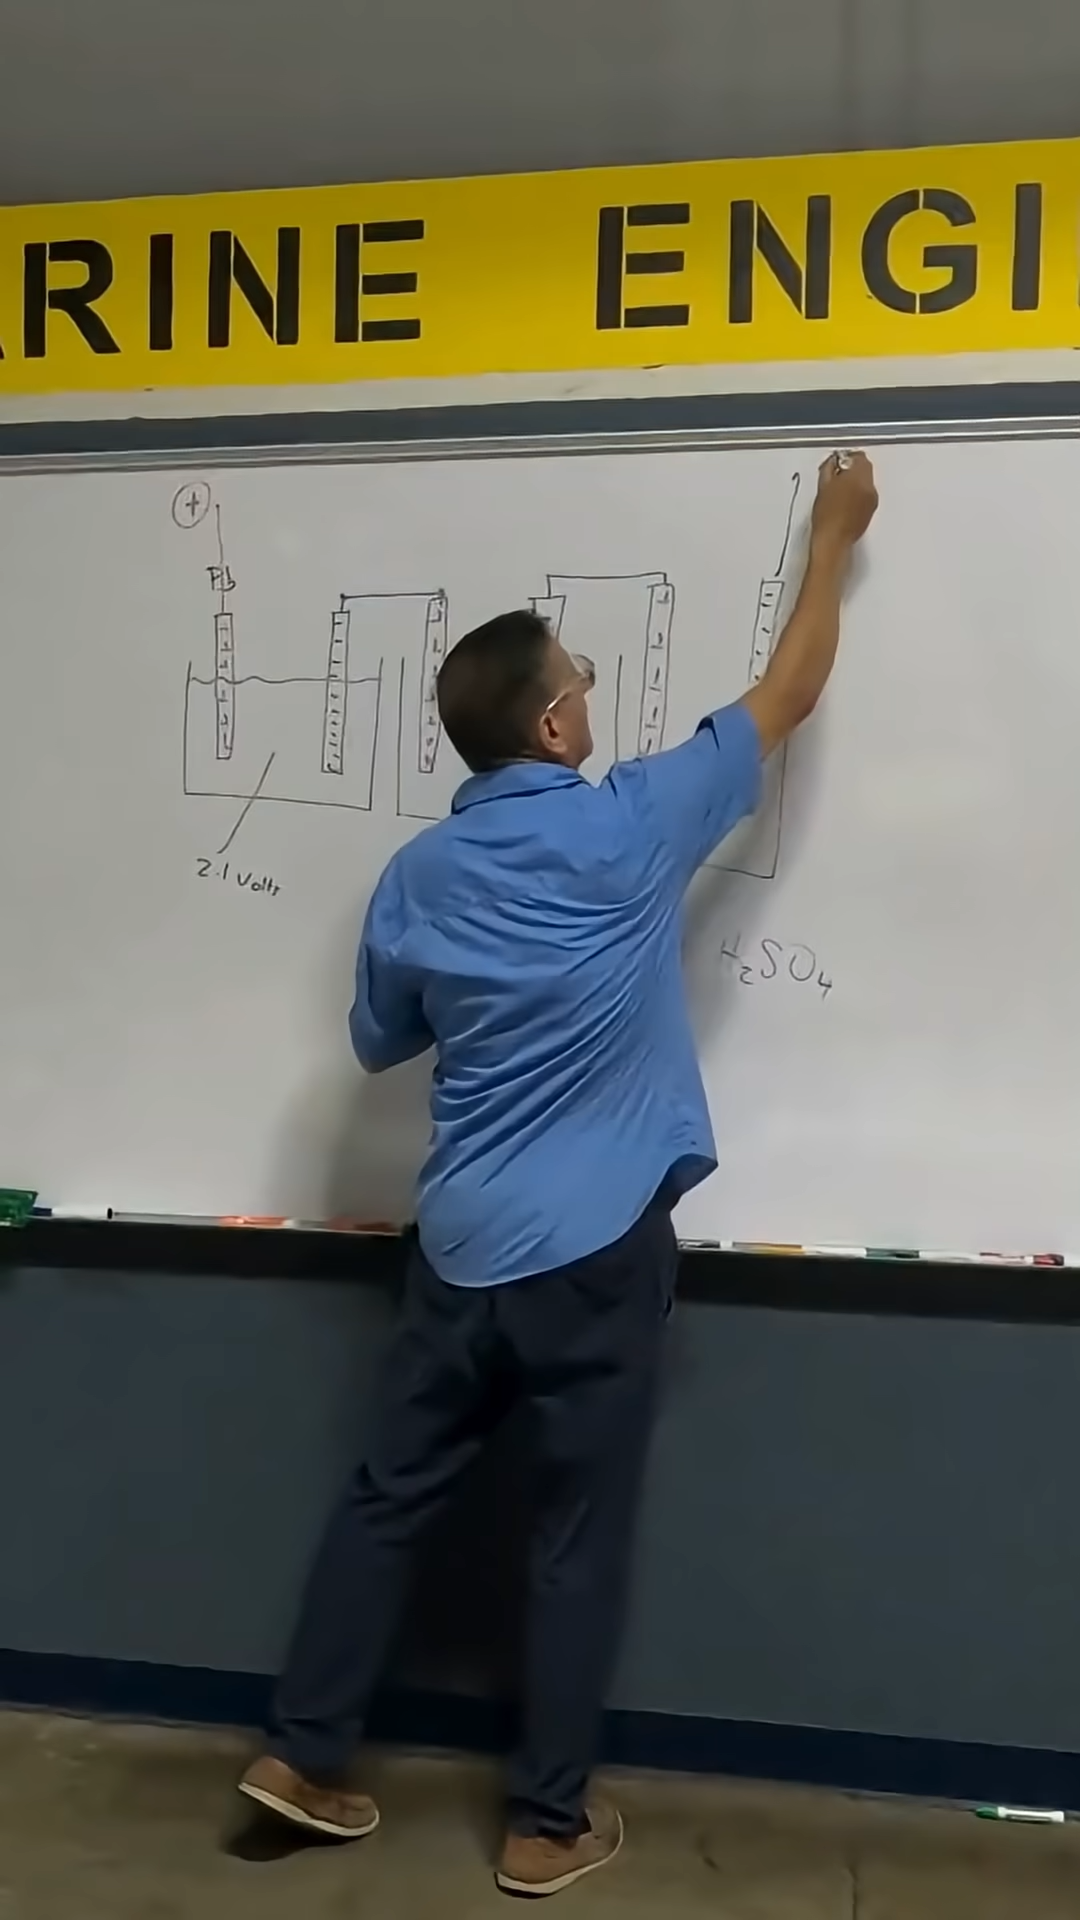 ARINE ENGI
+
Pb
2.1 Volts
H₂SO₄